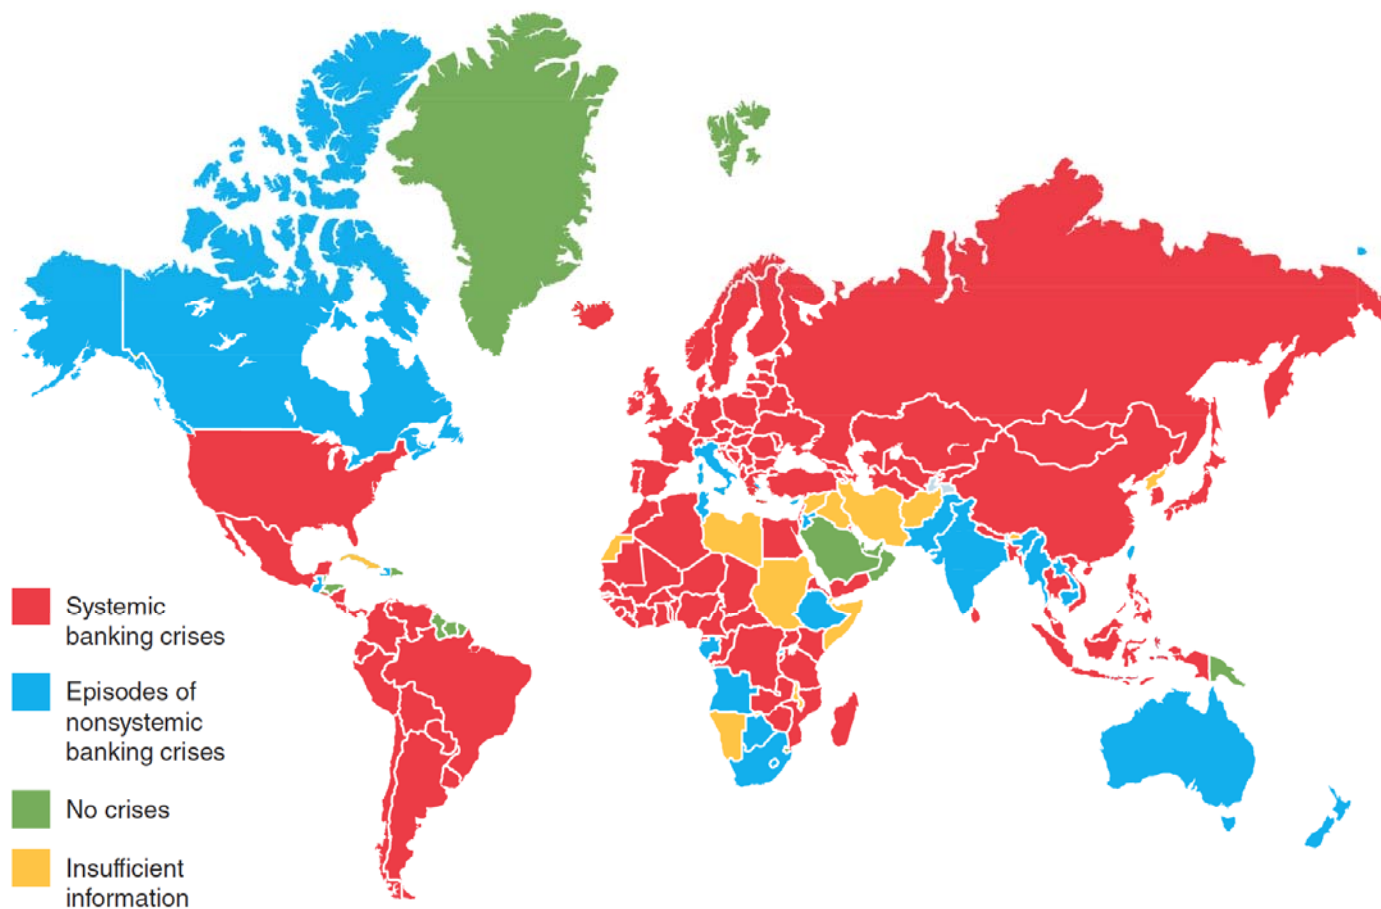 Systemic
banking crises
Episodes of
nonsystemic
banking crises
No crises
Insufficient
information